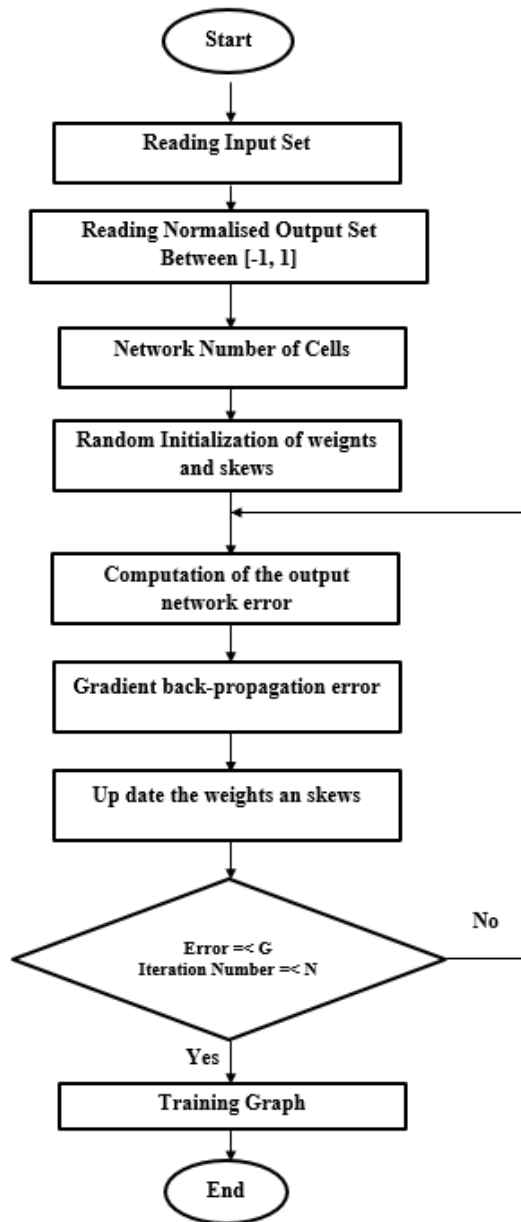 Start
Reading Input Set
Reading Normalised Output Set
Between [-1, 1]
Network Number of Cells
Random Initialization of weignts
and skews
Computation of the output
network error
Gradient back-propagation error
Up date the weights an skews
Error =< G
Iteration Number =< N
No
Yes
Training Graph
End